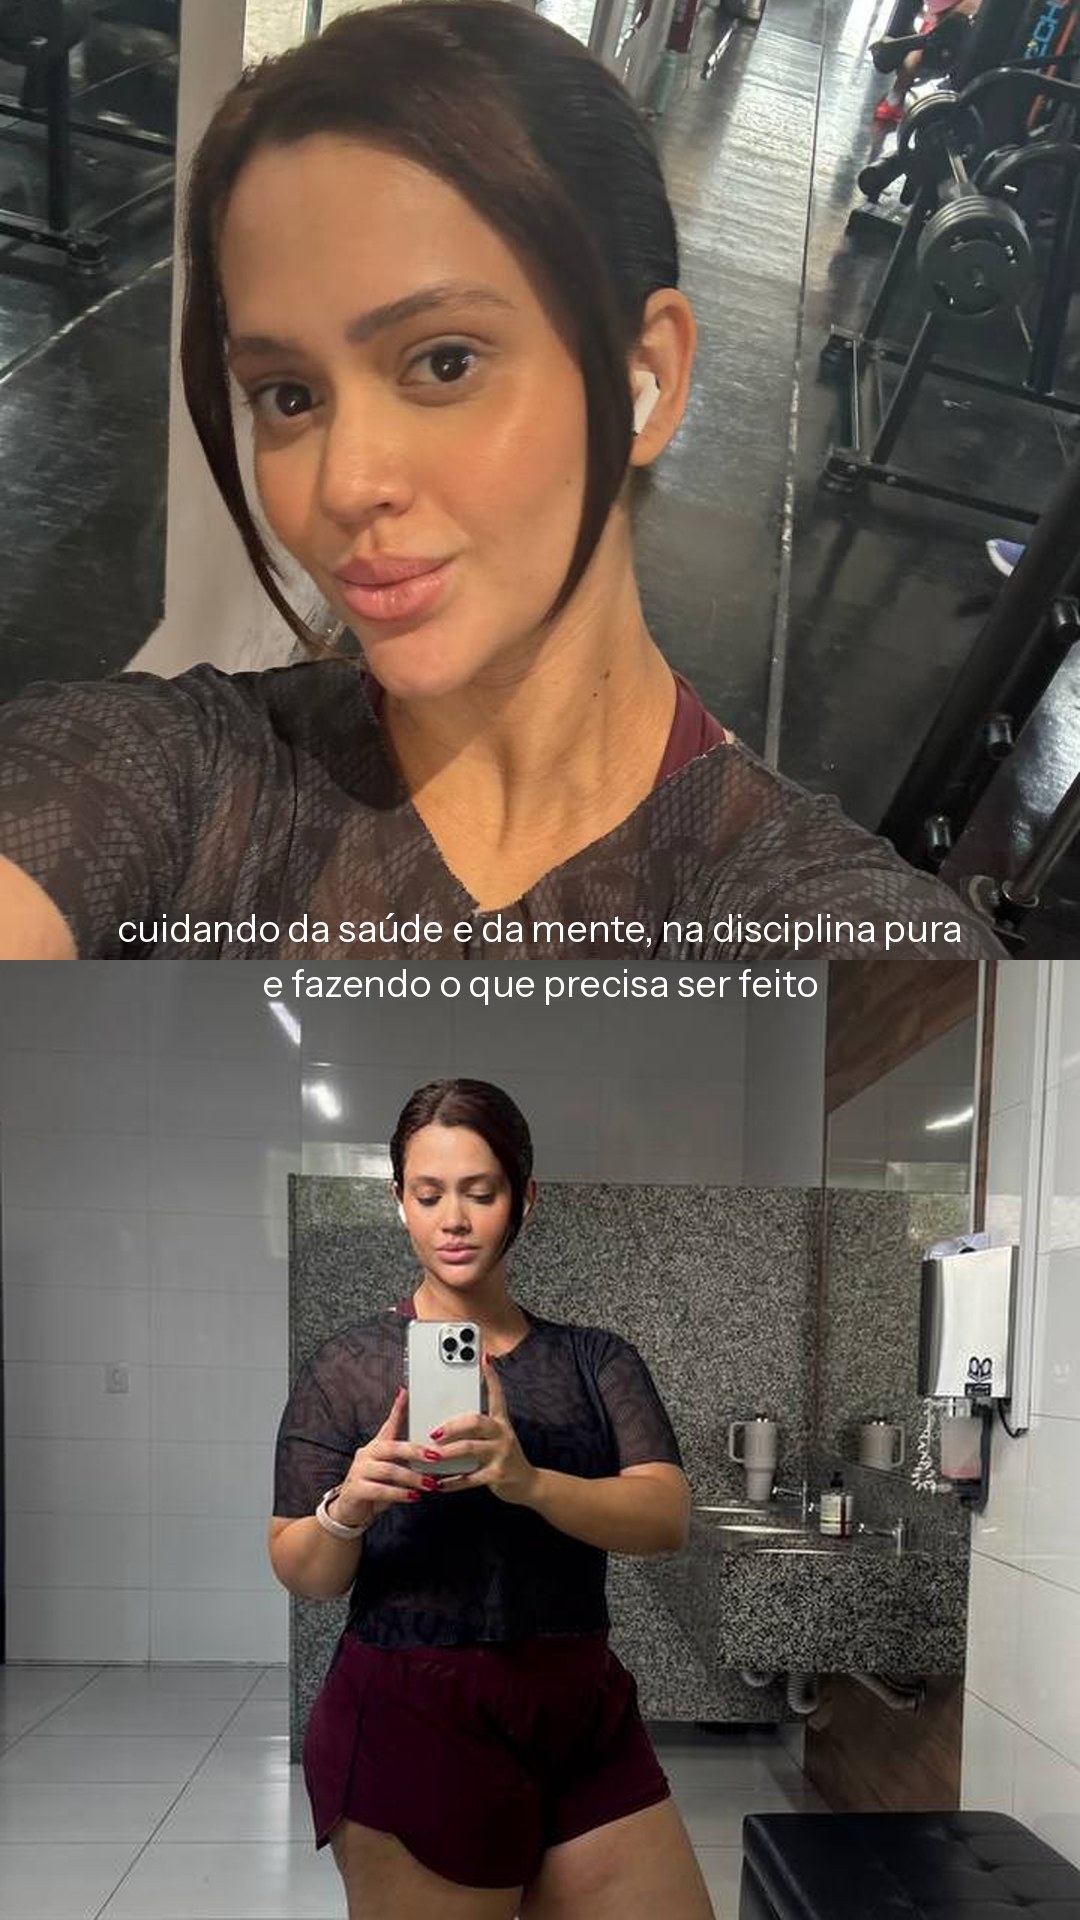 cuidando da saúde e da mente, na disciplina pura
e fazendo o que precisa ser feito